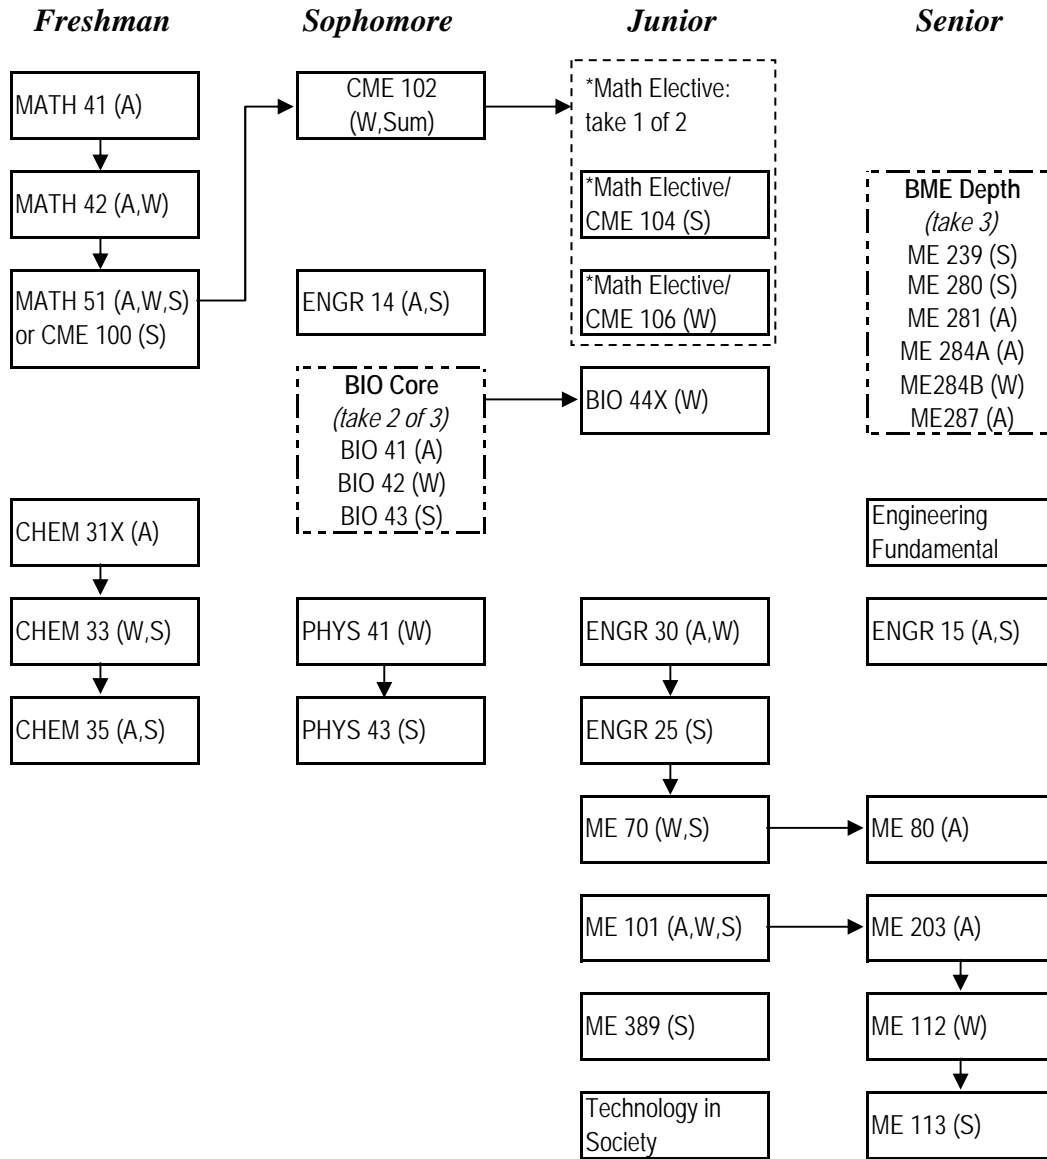 Freshman
Sophomore
Junior
Senior
MATH 41 (A)
MATH 42 (A,W)
MATH 51 (A,W,S)
or CME 100 (S)
CHEM 31X (A)
CHEM 33 (W,S)
CHEM 35 (A,S)
CME 102
(W,Sum)
ENGR 14 (A,S)
BIO Core
(take 2 of 3)
BIO 41 (A)
BIO 42 (W)
BIO 43 (S)
PHYS 41 (W)
PHYS 43 (S)
*Math Elective:
take 1 of 2
*Math Elective/
CME 104 (S)
*Math Elective/
CME 106 (W)
BIO 44X (W)
ENGR 30 (A,W)
ENGR 25 (S)
ME 70 (W,S)
ME 101 (A,W,S)
ME 389 (S)
Technology in
Society
BME Depth
(take 3)
ME 239 (S)
ME 280 (S)
ME 281 (A)
ME 284A (A)
ME284B (W)
ME287 (A)
Engineering
Fundamental
ENGR 15 (A,S)
ME 80 (A)
ME 203 (A)
ME 112 (W)
ME 113 (S)